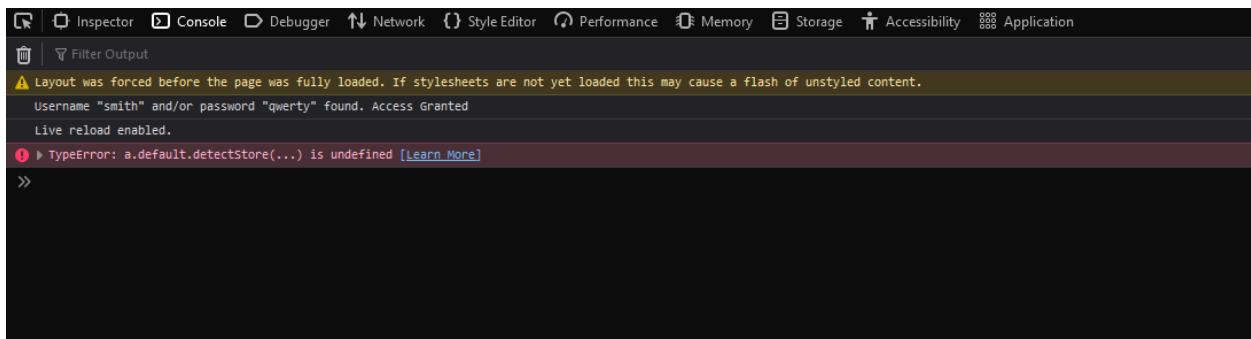 Inspector Console Debugger Network Style Editor Performance Memory Storage Accessibility Application
Filter Output
Layout was forced before the page was fully loaded. If stylesheets are not yet loaded this may cause a flash of unstyled content.
Username "smith" and/or password "qwerty" found. Access Granted
Live reload enabled.
TypeError: a.default.detectStore(...) is undefined [Learn More]